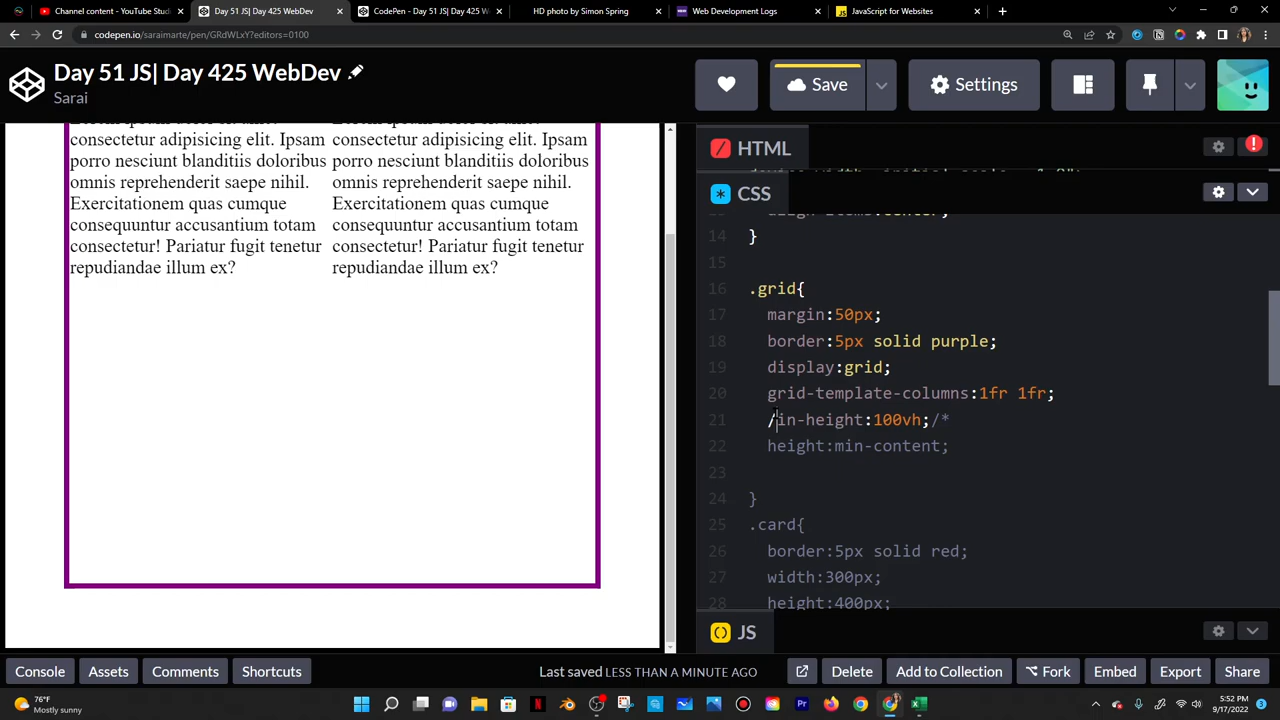 Channel content - YouTube Studi
Day 51 JS| Day 425 WebDev
CodePen - Day 51 JS| Day 425 W
HD photo by Simon Spring
Web Development Logs
JavaScript for Websites
codepen.io/saraimarte/pen/GRdWLxY?editors=0100
Day 51 JS| Day 425 WebDev
Sarai
Save
Settings
consectetur adipisicing elit. Ipsam
porro nesciunt blanditiis doloribus
omnis reprehenderit saepe nihil.
Exercitationem quas cumque
consequuntur accusantium totam
consectetur! Pariatur fugit tenetur
repudiandae illum ex?
consectetur adipisicing elit. Ipsam
porro nesciunt blanditiis doloribus
omnis reprehenderit saepe nihil.
Exercitationem quas cumque
consequuntur accusantium totam
consectetur! Pariatur fugit tenetur
repudiandae illum ex?
HTML
CSS
14 }
15
16 .grid{
17 margin:50px;
18 border:5px solid purple;
19 display:grid;
20 grid-template-columns:1fr 1fr;
21 /in-height:100vh;/*
22 height:min-content;
23
24 }
25 .card{
26 border:5px solid red;
27 width:300px;
28 height:400px;
JS
Console
Assets
Comments
Shortcuts
Last saved LESS THAN A MINUTE AGO
Delete
Add to Collection
Fork
Embed
Export
Share
76°F
Mostly sunny
5:52 PM
9/17/2022